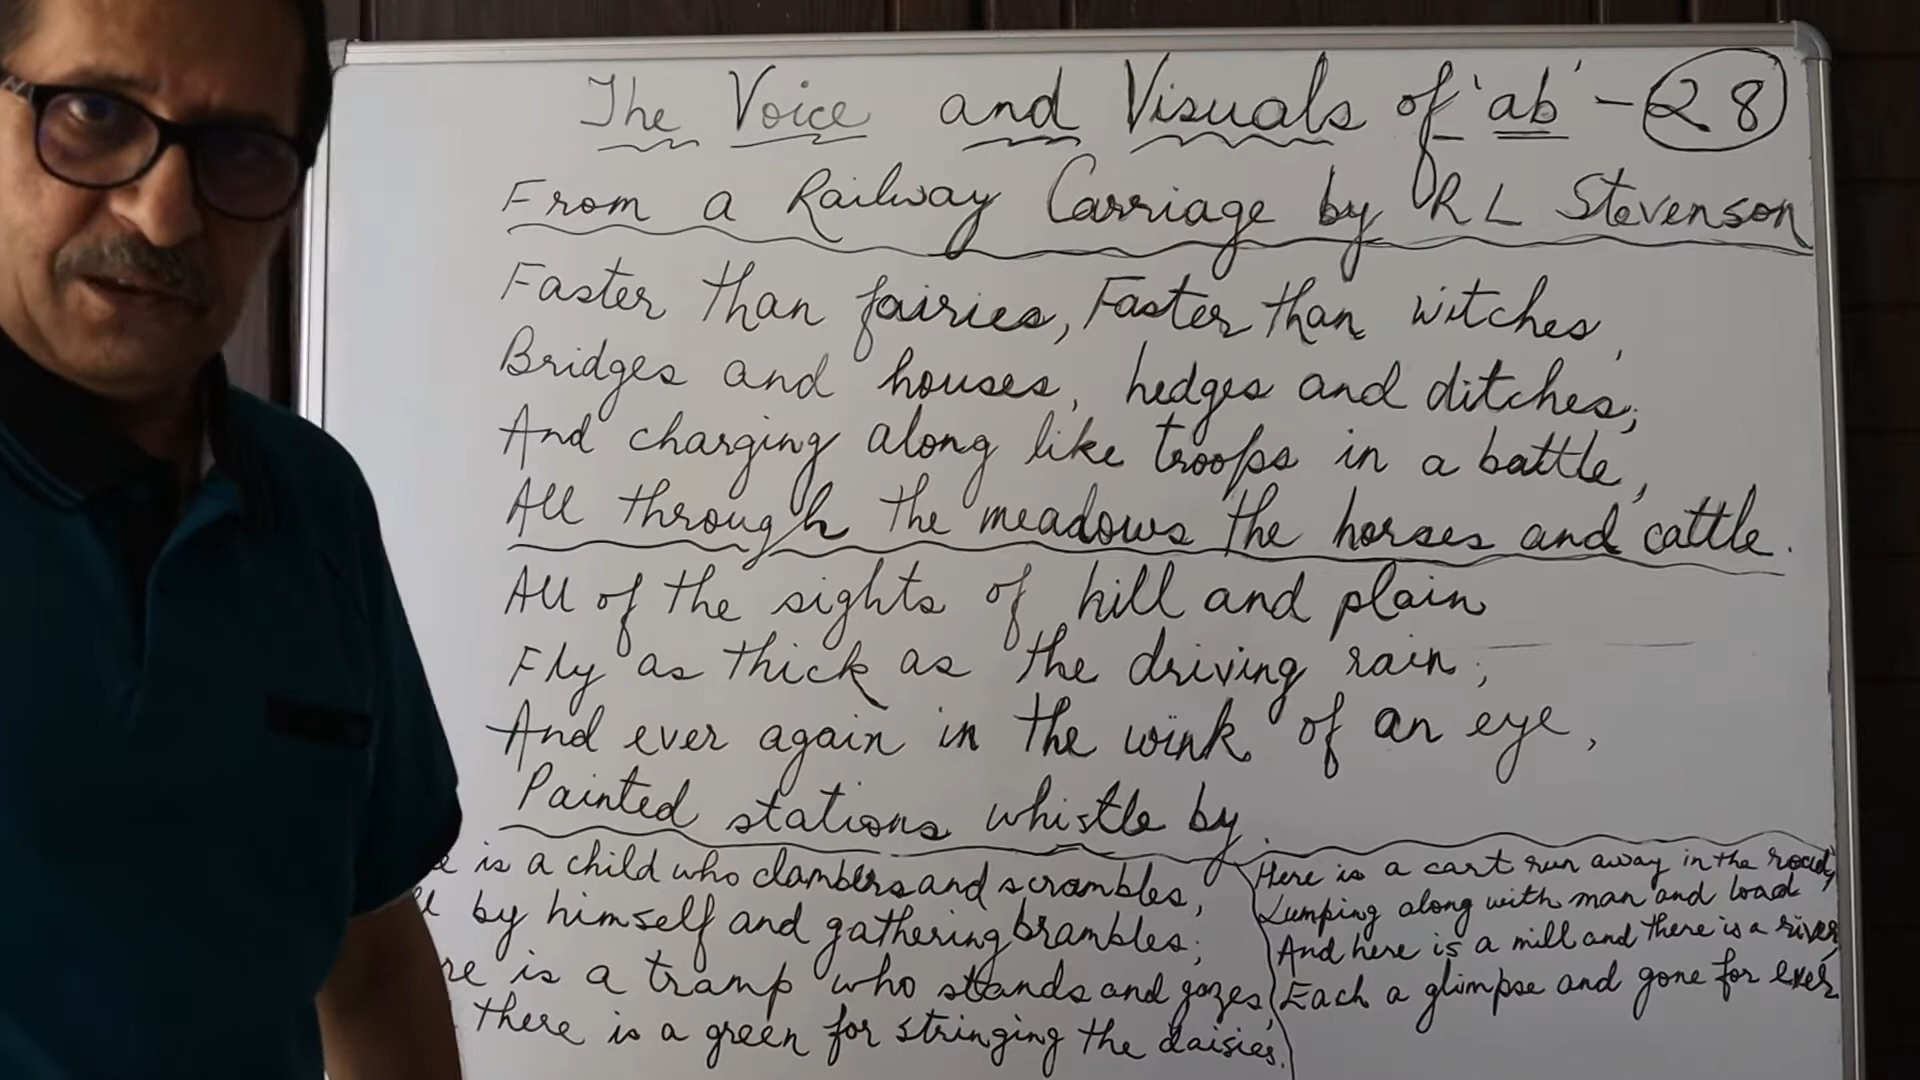 The Voice and Visuals of 'ab' - 28
From a Railway Carriage by R L Stevenson
Faster than fairies, Faster than witches,
Bridges and houses, hedges and ditches;
And charging along like troops in a battle,
All through the meadows the horses and cattle.
All of the sights of hill and plain
Fly as thick as the driving rain;
And ever again in the wink of an eye,
Painted stations whistle by.
e is a child who clambers and scrambles,
by himself and gathering brambles;
re is a tramp who stands and gazes,
there is a green for stringing the daisies.
Here is a cart run away in the road,
Lumping along with man and load
And here is a mill and there is a river,
Each a glimpse and gone for ever